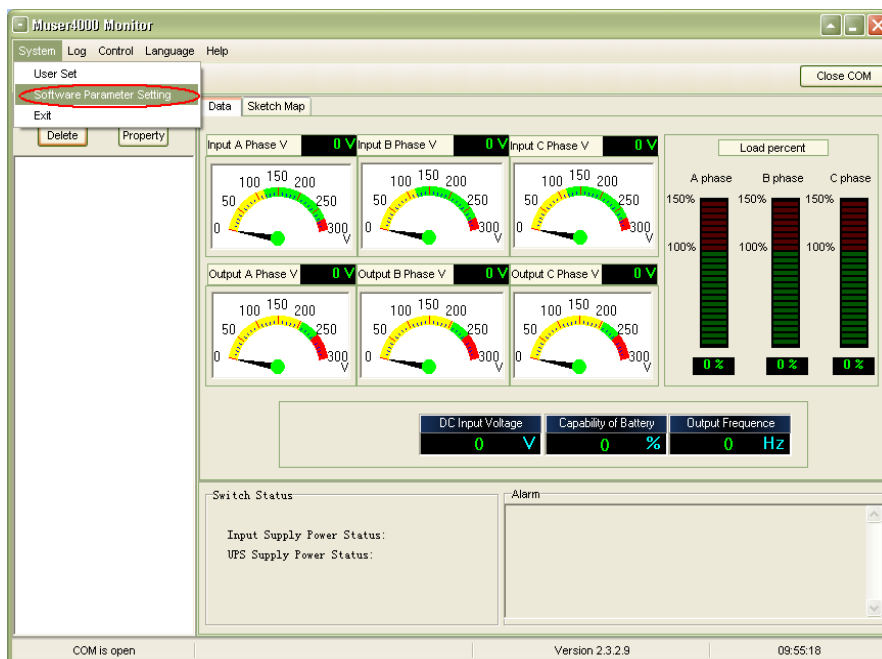 Muser4000 Monitor
System Log Control Language Help
User Set
Software Parameter Setting
Exit
Close COM
Delete Property
Data Sketch Map
Input A Phase V 0 V Input B Phase V 0 V Input C Phase V 0 V
0 50 100 150 200 250 300 V
0 50 100 150 200 250 300 V
0 50 100 150 200 250 300 V
Output A Phase V 0 V Output B Phase V 0 V Output C Phase V 0 V
0 50 100 150 200 250 300 V
0 50 100 150 200 250 300 V
0 50 100 150 200 250 300 V
Load percent
A phase B phase C phase
150% 150% 150%
100% 100% 100%
0 % 0 % 0 %
DC Input Voltage Capability of Battery Output Frequence
0 V 0 % 0 Hz
Switch Status
Input Supply Power Status:
UPS Supply Power Status:
Alarm
COM is open Version 2.3.2.9 09:55:18